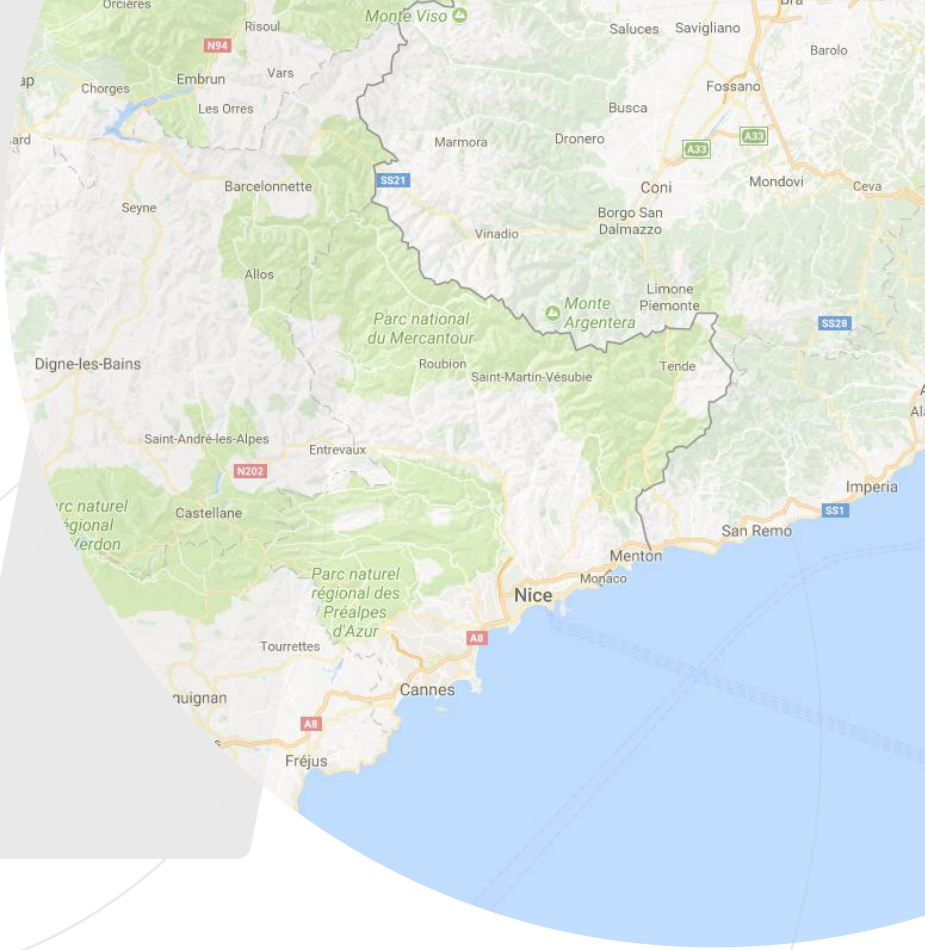 Orcières
Monte Viso
Bra
Risoul
Saluces
Savigliano
N94
Barolo
ap
Embrun
Vars
Chorges
Fossano
Les Orres
Busca
ard
Marmora
Dronero
A33
A33
SS21
Barcelonnette
Coni
Mondovi
Ceva
Seyne
Borgo San
Dalmazzo
Vinadio
Allos
Limone
Piemonte
Monte
Argentera
Parc national
du Mercantour
SS28
Digne-les-Bains
Roubion
Saint-Martin-Vésubie
Tende
Ala
Saint-André-les-Alpes
Entrevaux
N202
Imperia
arc naturel
égional
Verdon
Castellane
SS1
San Remo
Menton
Parc naturel
régional des
Préalpes
d'Azur
Monaco
Nice
A8
Tourrettes
Cannes
guignan
A8
Fréjus